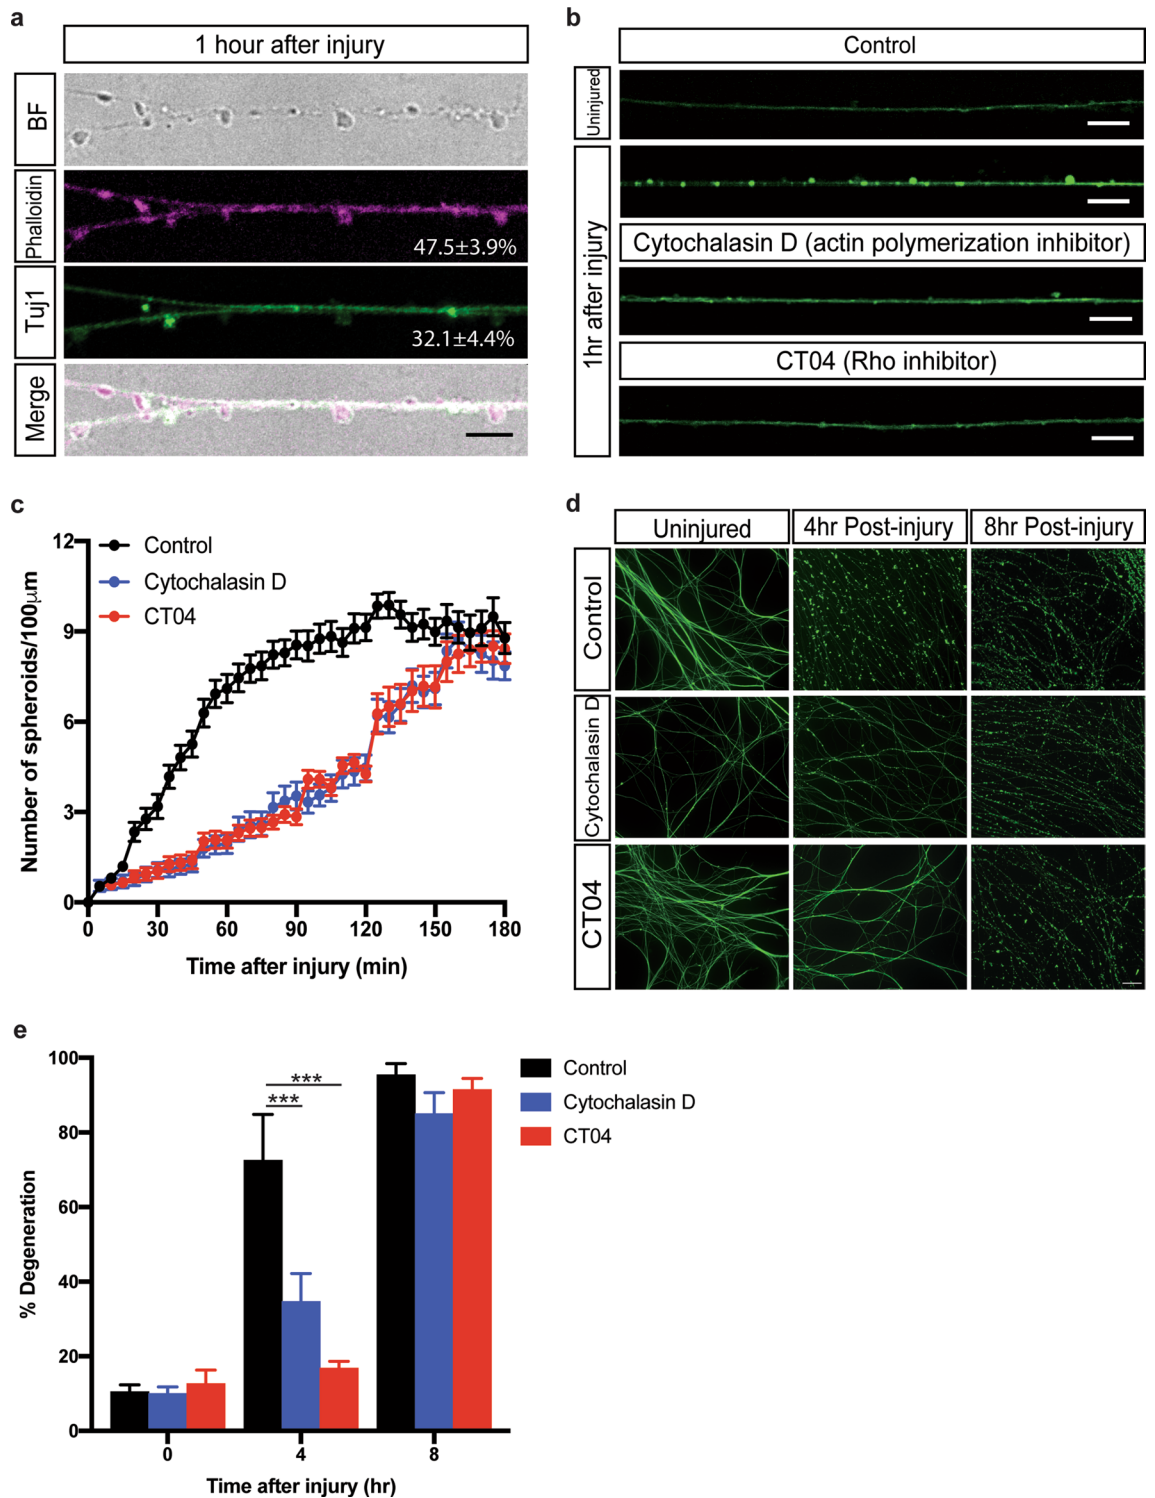 a
1 hour after injury
BF
Phalloidin
47.5±3.9%
Tuj1
32.1±4.4%
Merge
b
Control
Uninjured
1hr after injury
Cytochalasin D (actin polymerization inhibitor)
CT04 (Rho inhibitor)
c
Control
Cytochalasin D
CT04
Number of spheroids/100μm
12
9
6
3
0
0 30 60 90 120 150 180
Time after injury (min)
d
Uninjured 4hr Post-injury 8hr Post-injury
Control
Cytochalasin D
CT04
e
% Degeneration
100
80
60
40
20
0
***
***
Control
Cytochalasin D
CT04
0 4 8
Time after injury (hr)